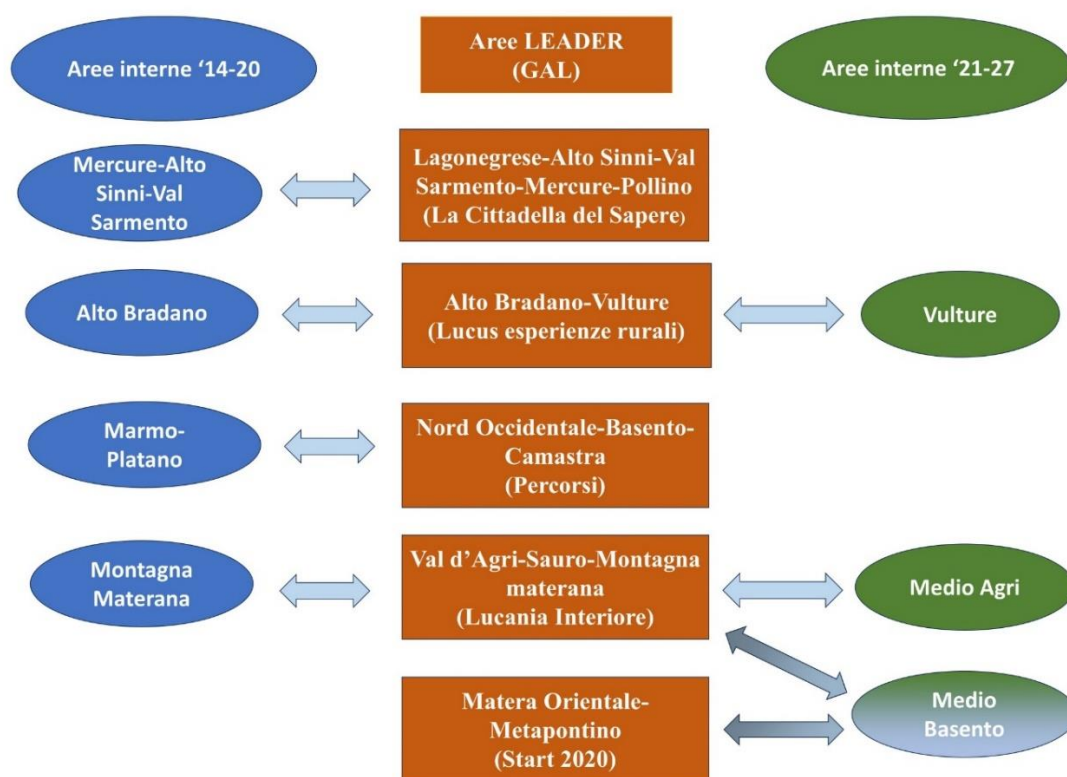 Aree interne ‘14-20
Aree LEADER
(GAL)
Aree interne ‘21-27
Mercure-Alto
Sinni-Val
Sarmento
Lagonegrese-Alto Sinni-Val
Sarmento-Mercure-Pollino
(La Cittadella del Sapere)
Alto Bradano
Alto Bradano-Vulture
(Lucus esperienze rurali)
Vulture
Marmo-
Platano
Nord Occidentale-Basento-
Camastra
(Percorsi)
Montagna
Materana
Val d’Agri-Sauro-Montagna
materana
(Lucania Interiore)
Medio Agri
Matera Orientale-
Metapontino
(Start 2020)
Medio
Basento